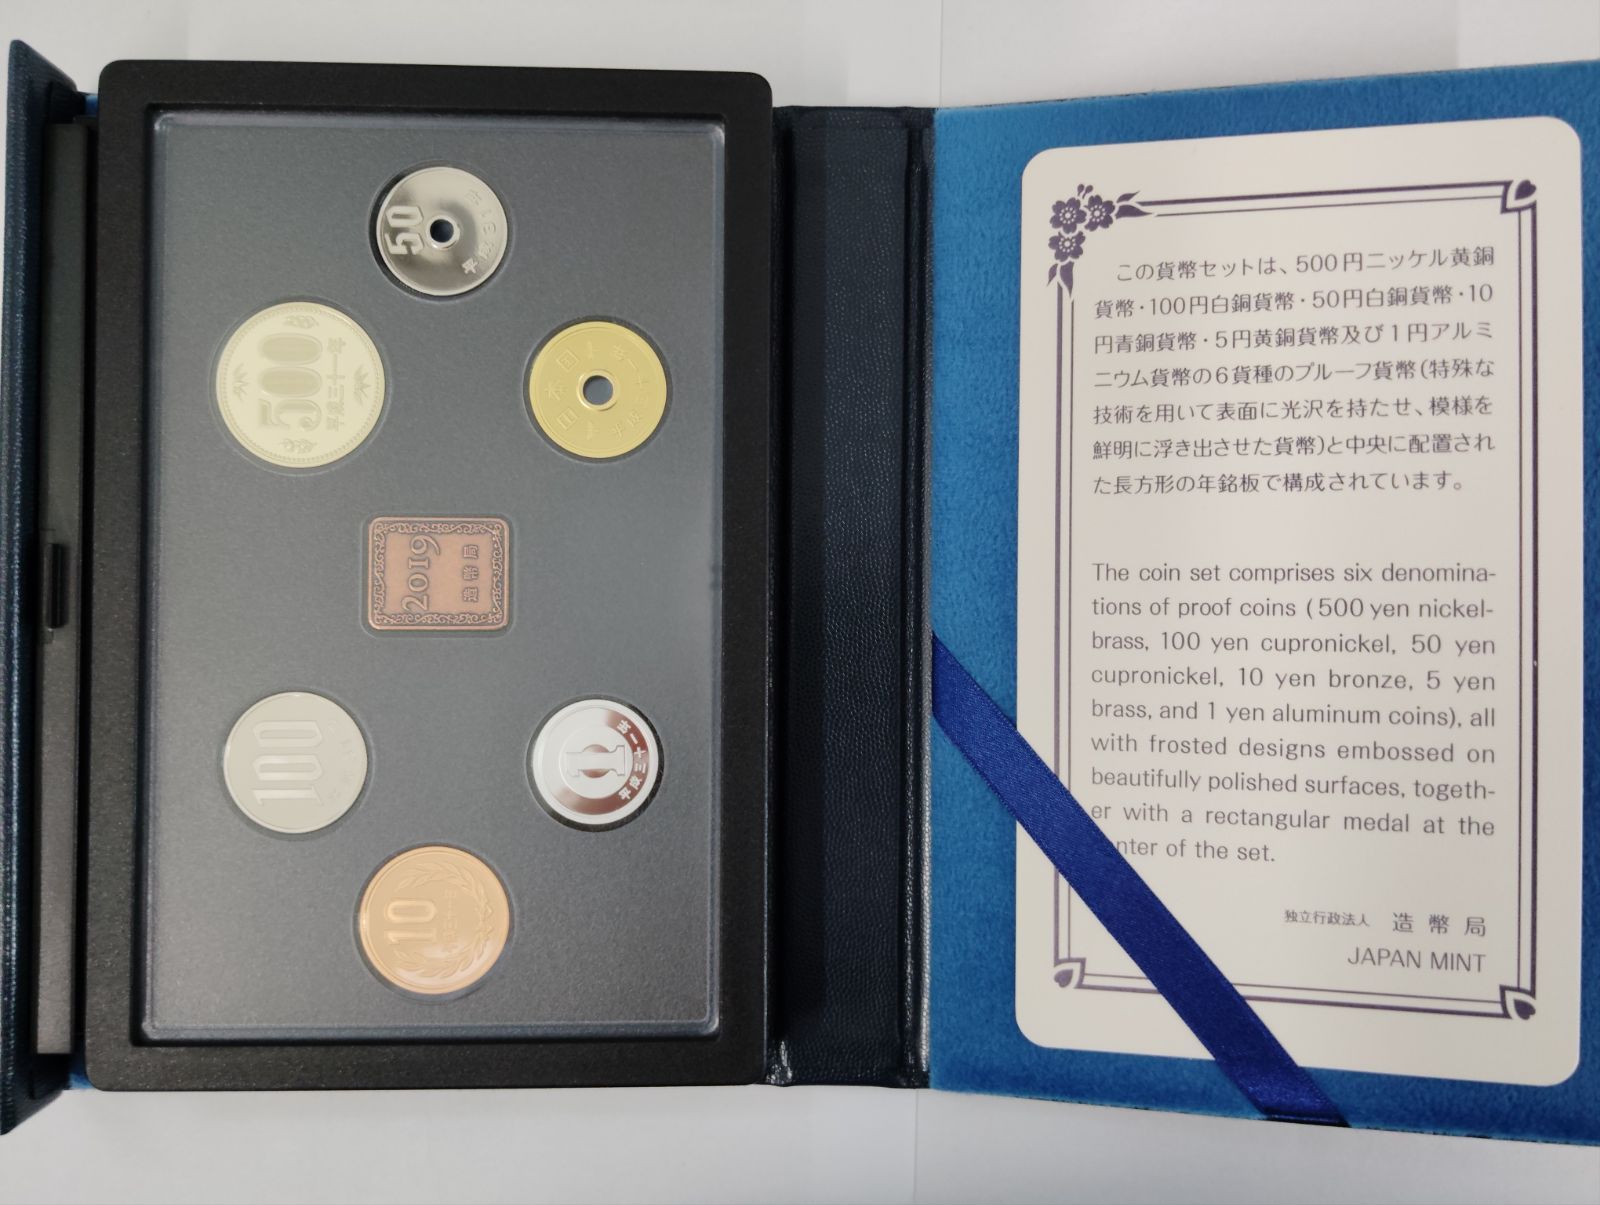 50
平成31年
500
平成三十一年
日本国
平成三十一年
2019
造幣局
100
1
平成三十一年
10
この貨幣セットは、500円ニッケル黄銅
貨幣・100円白銅貨幣・50円白銅貨幣・10
円青銅貨幣・5円黄銅貨幣及び1円アルミ
ニウム貨幣の6貨種のプルーフ貨幣(特殊な
技術を用いて表面に光沢を持たせ、模様を
鮮明に浮き出させた貨幣)と中央に配置され
た長方形の年銘板で構成されています。
The coin set comprises six denomina-
tions of proof coins (500 yen nickel-
brass, 100 yen cupronickel, 50 yen
cupronickel, 10 yen bronze, 5 yen
brass, and 1 yen aluminum coins), all
with frosted designs embossed on
beautifully polished surfaces, togeth-
er with a rectangular medal at the
nter of the set.
独立行政法人 造幣局
JAPAN MINT